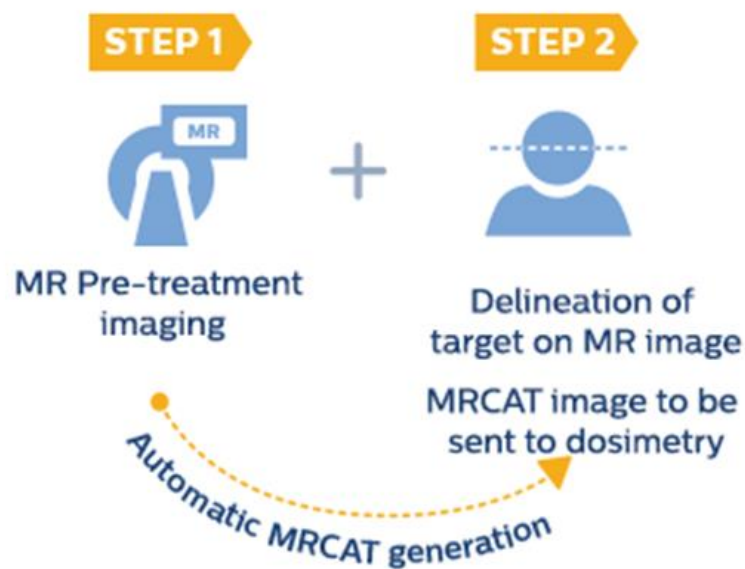 STEP 1
STEP 2
MR
MR Pre-treatment
imaging
Delineation of
target on MR image
MRCAT image to be
sent to dosimetry
Automatic MRCAT generation